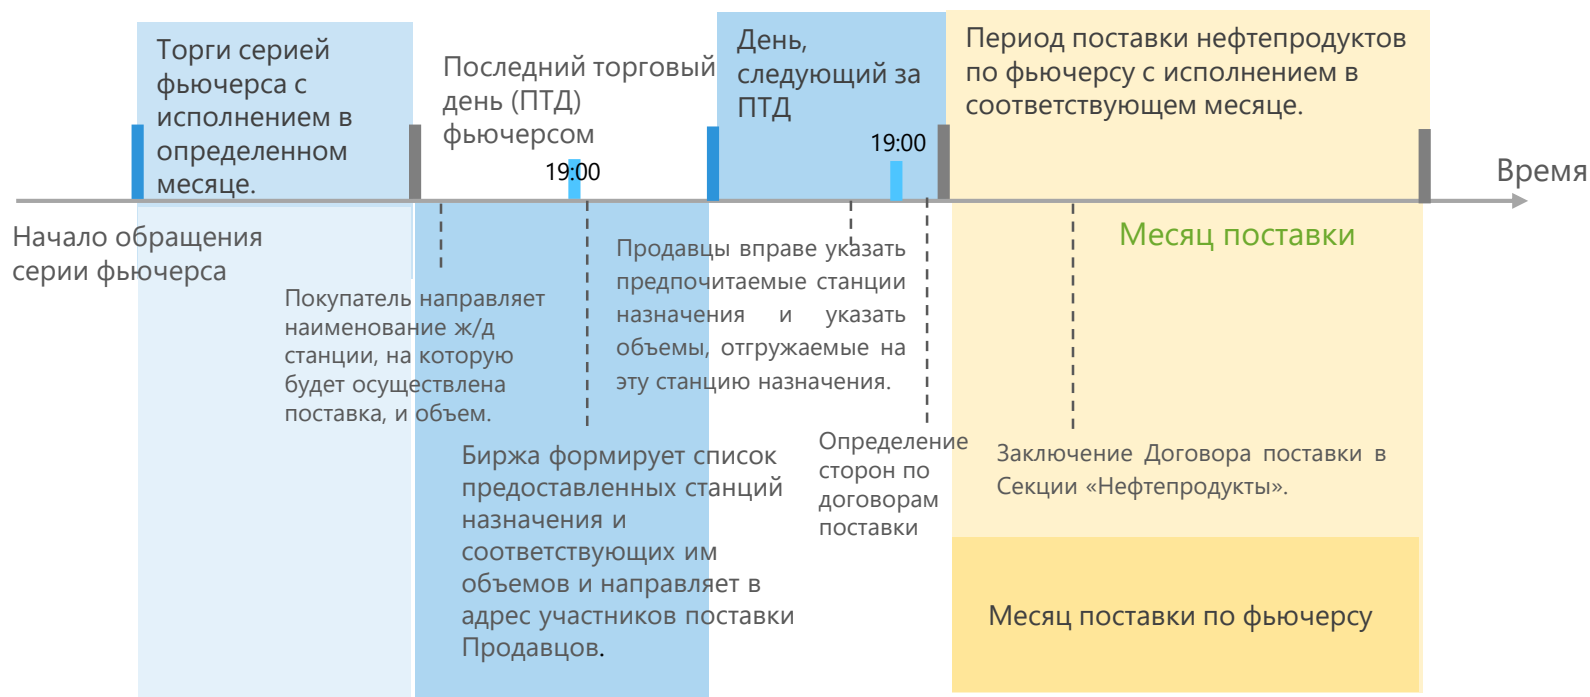 Торги серией
фьючерса с
исполнением в
определенном
месяце.
Последний торговый
день (ПТД)
фьючерсом
19:00
День,
следующий за
ПТД
19:00
Период поставки нефтепродуктов
по фьючерсу с исполнением в
соответствующем месяце.
Время
Начало обращения
серии фьючерса
Месяц поставки
Покупатель направляет
наименование ж/д
станции, на которую
будет осуществлена
поставка, и объем.
Продавцы вправе указать
предпочитаемые станции
назначения и указать
объемы, отгружаемые на
эту станцию назначения.
Биржа формирует список
предоставленных станций
назначения и
соответствующих им
объемов и направляет в
адрес участников поставки
Продавцов.
Определение
сторон по
договорам
поставки
Заключение Договора поставки в
Секции «Нефтепродукты».
Месяц поставки по фьючерсу